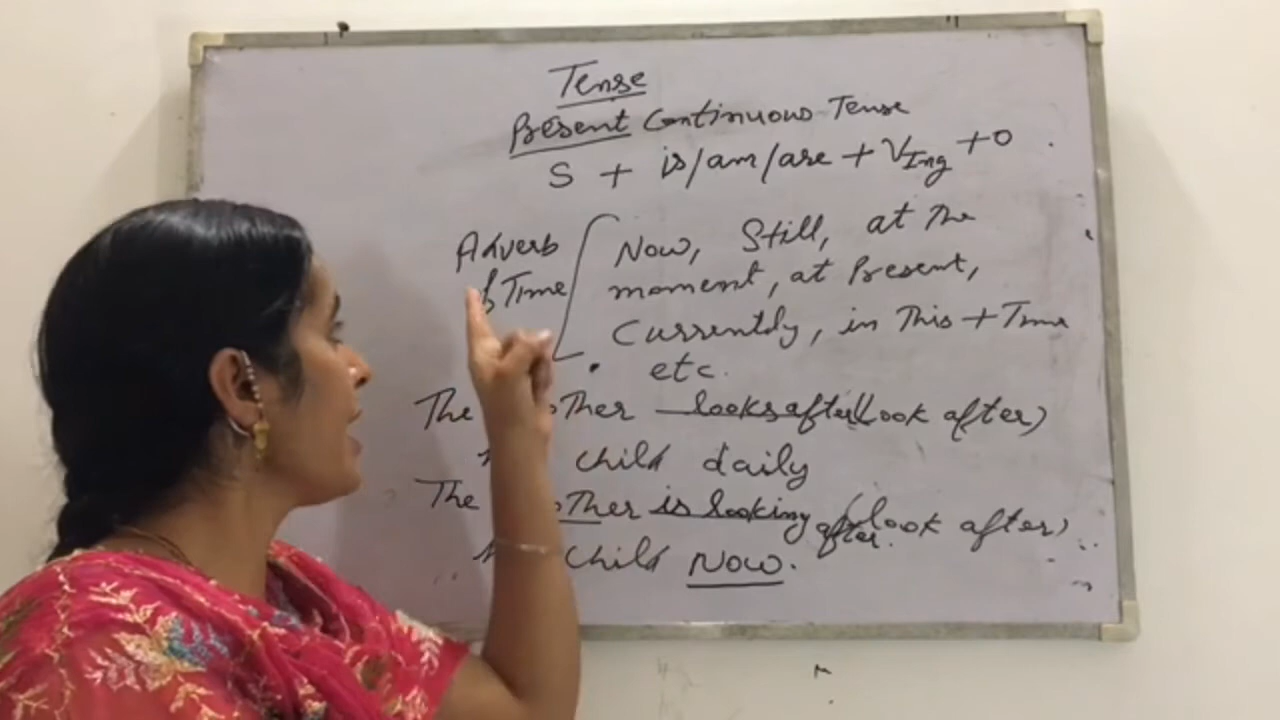 Tense
Present Continuous Tense
S + is/am/are + VIng + O
Adverb
of Time
Now, Still, at the
moment, at Present,
Currently, in This + Time
etc.
The other looks after (look after)
child daily
The other is looking after. (look after)
child Now.